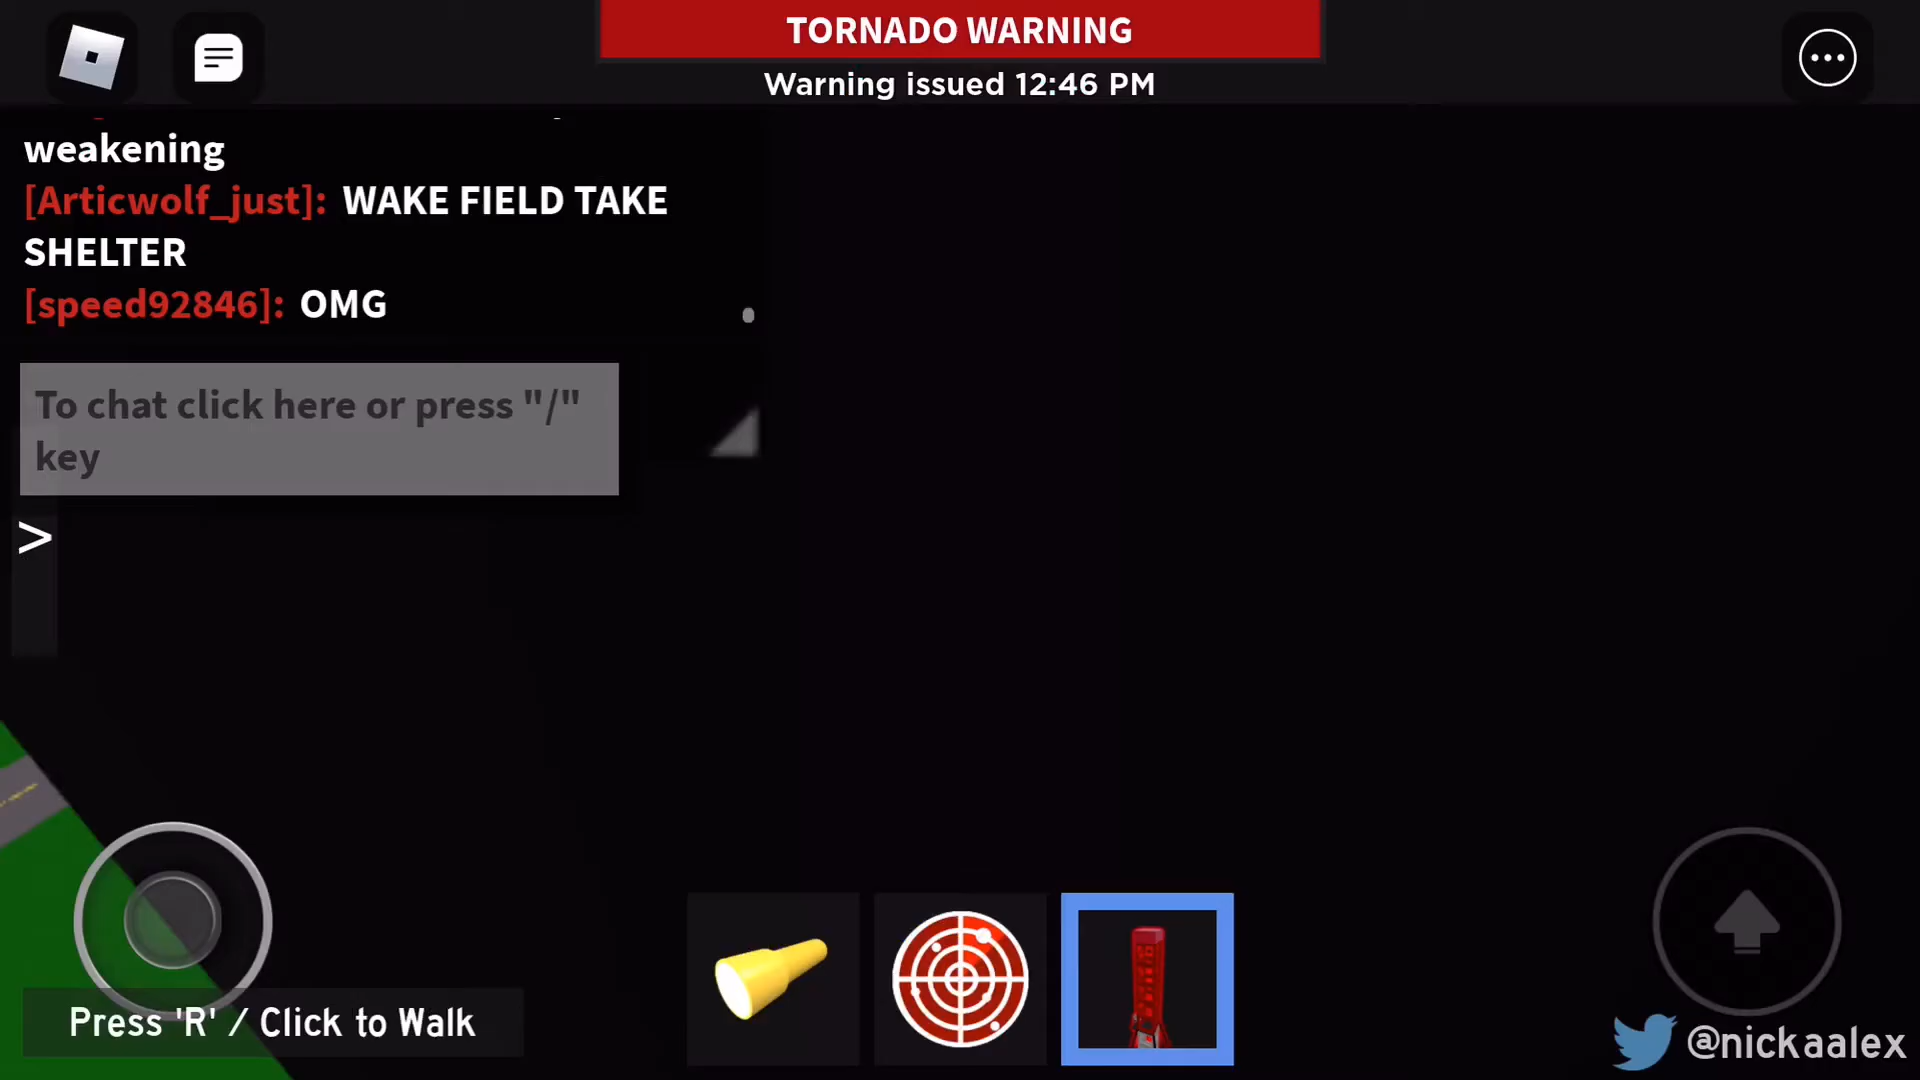 TORNADO WARNING
Warning issued 12:46 PM
weakening
[Articwolf_just]: WAKE FIELD TAKE
SHELTER
[speed92846]: OMG
To chat click here or press "/"
key
>
Press 'R' / Click to Walk
@nickaalex